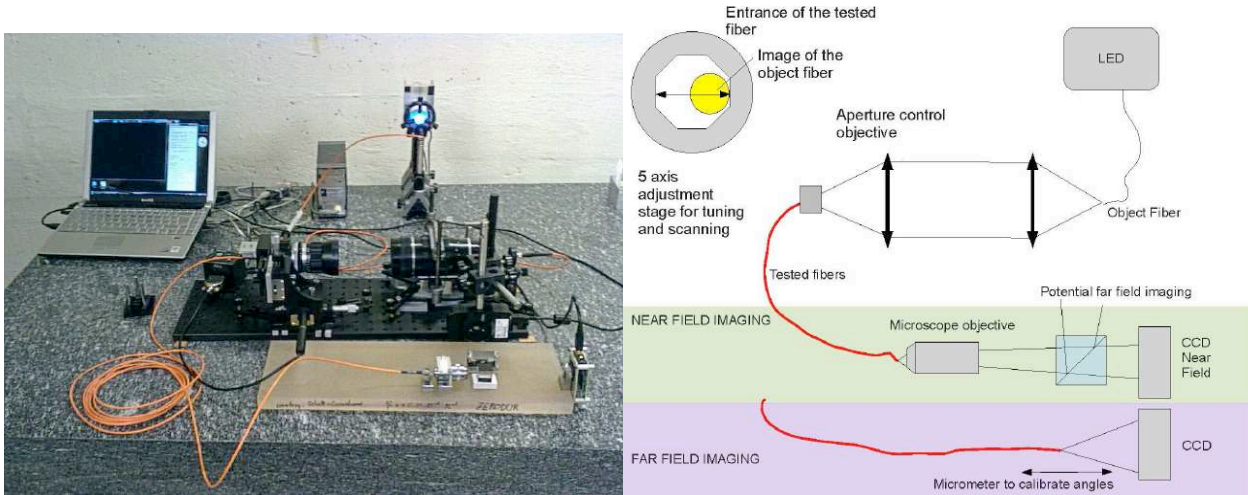 Entrance of the tested
fiber
Image of the
object fiber
LED
Aperture control
objective
5 axis
adjustment
stage for tuning
and scanning
Object Fiber
Tested fibers
Potential far field imaging
NEAR FIELD IMAGING
Microscope objective
CCD
Near
Field
FAR FIELD IMAGING
CCD
Micrometer to calibrate angles